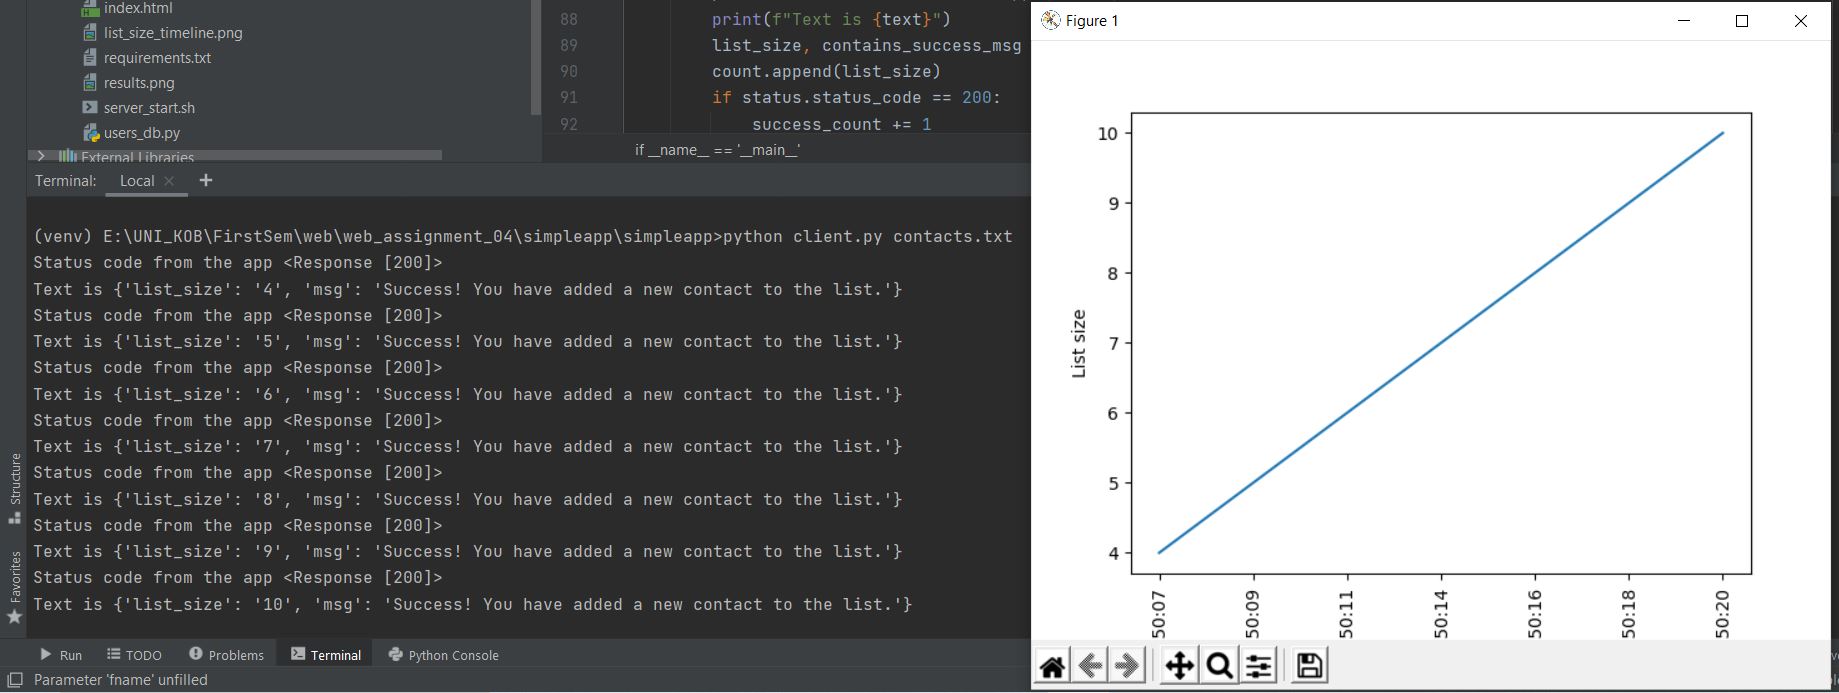 index.html
list_size_timeline.png
requirements.txt
results.png
server_start.sh
users_db.py
External Libraries
88 print(f"Text is {text}")
89 list_size, contains_success_msg
90 count.append(list_size)
91 if status.status_code == 200:
92 success_count += 1
if __name__ == '__main__'
Terminal: Local
(venv) E:\UNI_KOB\FirstSem\web\web_assignment_04\simpleapp\simpleapp>python client.py contacts.txt
Status code from the app <Response [200]>
Text is {'list_size': '4', 'msg': 'Success! You have added a new contact to the list.'}
Status code from the app <Response [200]>
Text is {'list_size': '5', 'msg': 'Success! You have added a new contact to the list.'}
Status code from the app <Response [200]>
Text is {'list_size': '6', 'msg': 'Success! You have added a new contact to the list.'}
Status code from the app <Response [200]>
Text is {'list_size': '7', 'msg': 'Success! You have added a new contact to the list.'}
Status code from the app <Response [200]>
Text is {'list_size': '8', 'msg': 'Success! You have added a new contact to the list.'}
Status code from the app <Response [200]>
Text is {'list_size': '9', 'msg': 'Success! You have added a new contact to the list.'}
Status code from the app <Response [200]>
Text is {'list_size': '10', 'msg': 'Success! You have added a new contact to the list.'}
Structure
Favorites
Run TODO Problems Terminal Python Console
Parameter 'fname' unfilled
Figure 1
List size
10
9
8
7
6
5
4
50:07
50:09
50:11
50:14
50:16
50:18
50:20